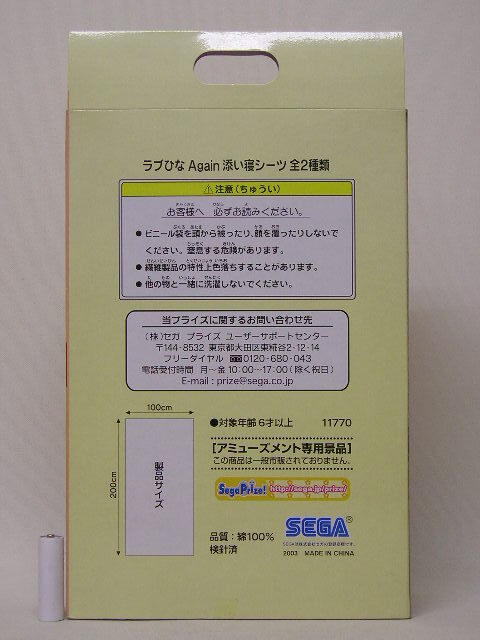 ラブひな Again 添い寝シーツ 全2種類
⚠注意(ちゅうい)
お客様へ 必ずお読みください。
●ビニール袋を頭から被ったり、顔を覆ったりしないで
ください。窒息する危険があります。
●繊維製品の特性上色落ちすることがあります。
●他の物と一緒に洗濯しないでください。
当プライズに関するお問い合わせ先
(株)セガ プライズ ユーザーサポートセンター
〒144-8532 東京都大田区東糀谷2-12-14
フリーダイヤル 0120-680-043
電話受付時間 月〜金 10:00〜17:00(除く祝日)
E-mail : prize@sega.co.jp
100cm
200cm
製品サイズ
●対象年齢 6才以上 11770
[アミューズメント専用景品]
この商品は一般市販されておりません。
SegaPrize! http://sega.jp/prize/
品質:綿100%
検針済
SEGA®
2003 MADE IN CHINA